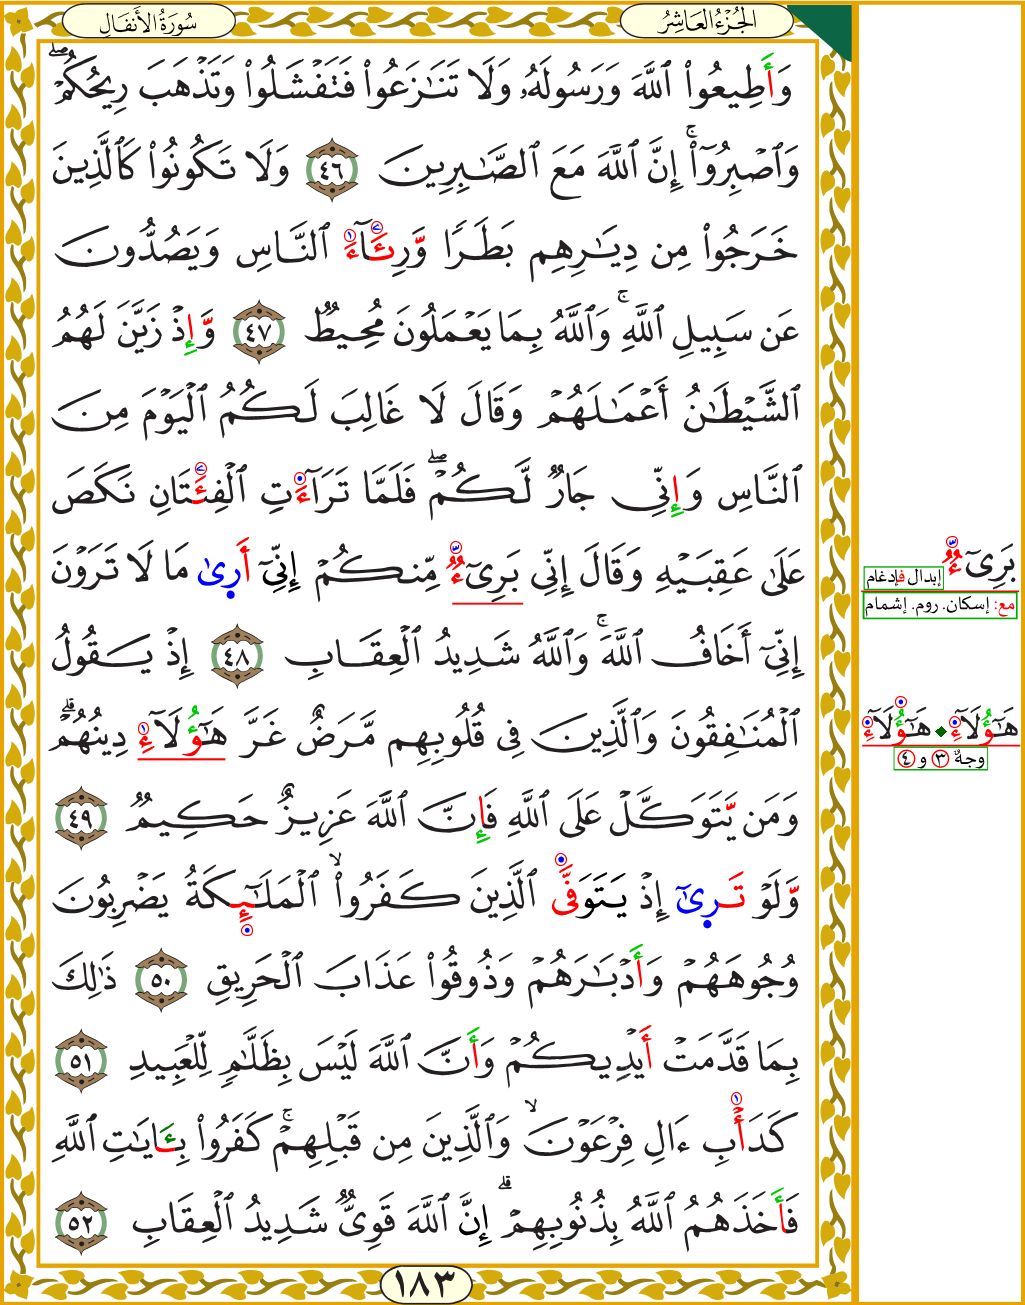 الجُزْءُ العَاشِرُ
سُورَةُ الأَنفَالِ
وَأَطِيعُوا۟ ٱللَّهَ وَرَسُولَهُۥ وَلَا تَنَـٰزَعُوا۟ فَتَفْشَلُوا۟ وَتَذْهَبَ رِيحُكُمْ ۖ
وَٱصْبِرُوٓا۟ ۚ إِنَّ ٱللَّهَ مَعَ ٱلصَّـٰبِرِينَ ٤٦ وَلَا تَكُونُوا۟ كَٱلَّذِينَ
خَرَجُوا۟ مِن دِيَـٰرِهِم بَطَرًا وَّرِئَآءَ ٱلنَّاسِ وَيَصُدُّونَ
عَن سَبِيلِ ٱللَّهِ ۚ وَٱللَّهُ بِمَا يَعْمَلُونَ مُحِيطٌ ٤٧ وَّإِذْ زَيَّنَ لَهُمُ
ٱلشَّيْطَـٰنُ أَعْمَـٰلَهُمْ وَقَالَ لَا غَالِبَ لَكُمُ ٱلْيَوْمَ مِنَ
ٱلنَّاسِ وَإِنِّى جَارٌ لَّكُمْ ۖ فَلَمَّا تَرَآءَتِ ٱلْفِئَتَانِ نَكَصَ
عَلَىٰ عَقِبَيْهِ وَقَالَ إِنِّى بَرِىٓءٌ مِّنكُمْ إِنِّىٓ أَرِىٰ مَا لَا تَرَوْنَ
إِنِّىٓ أَخَافُ ٱللَّهَ ۚ وَٱللَّهُ شَدِيدُ ٱلْعِقَابِ ٤٨ إِذْ يَقُولُ
ٱلْمُنَـٰفِقُونَ وَٱلَّذِينَ فِى قُلُوبِهِم مَّرَضٌ غَرَّ هَـٰٓؤُلَآءِ دِينُهُمْ ۗ
وَمَن يَّتَوَكَّلْ عَلَى ٱللَّهِ فَإِنَّ ٱللَّهَ عَزِيزٌ حَكِيمٌ ٤٩
وَّلَوْ تَرِىٰٓ إِذْ يَتَوَفَّى ٱلَّذِينَ كَفَرُوا۟ ۙ ٱلْمَلَـٰٓئِكَةُ يَضْرِبُونَ
وُجُوهَهُمْ وَأَدْبَـٰرَهُمْ وَذُوقُوا۟ عَذَابَ ٱلْحَرِيقِ ٥٠ ذَٰلِكَ
بِمَا قَدَّمَتْ أَيْدِيكُمْ وَأَنَّ ٱللَّهَ لَيْسَ بِظَلَّـٰمٍ لِّلْعَبِيدِ ٥١
كَدَأْبِ ءَالِ فِرْعَوْنَ ۙ وَٱلَّذِينَ مِن قَبْلِهِمْ ۚ كَفَرُوا۟ بِـَٔايَـٰتِ ٱللَّهِ
فَأَخَذَهُمُ ٱللَّهُ بِذُنُوبِهِمْ ۗ إِنَّ ٱللَّهَ قَوِىٌّ شَدِيدُ ٱلْعِقَابِ ٥٢
١٨٣
بَرِىٓءٌ
إبدال فإدغام
مع: إسكان. روم. إشمام
هَـٰٓؤُلَآءِ ◆ هَـٰٓؤُلَآءِ
وجهٌ ٣ و ٤